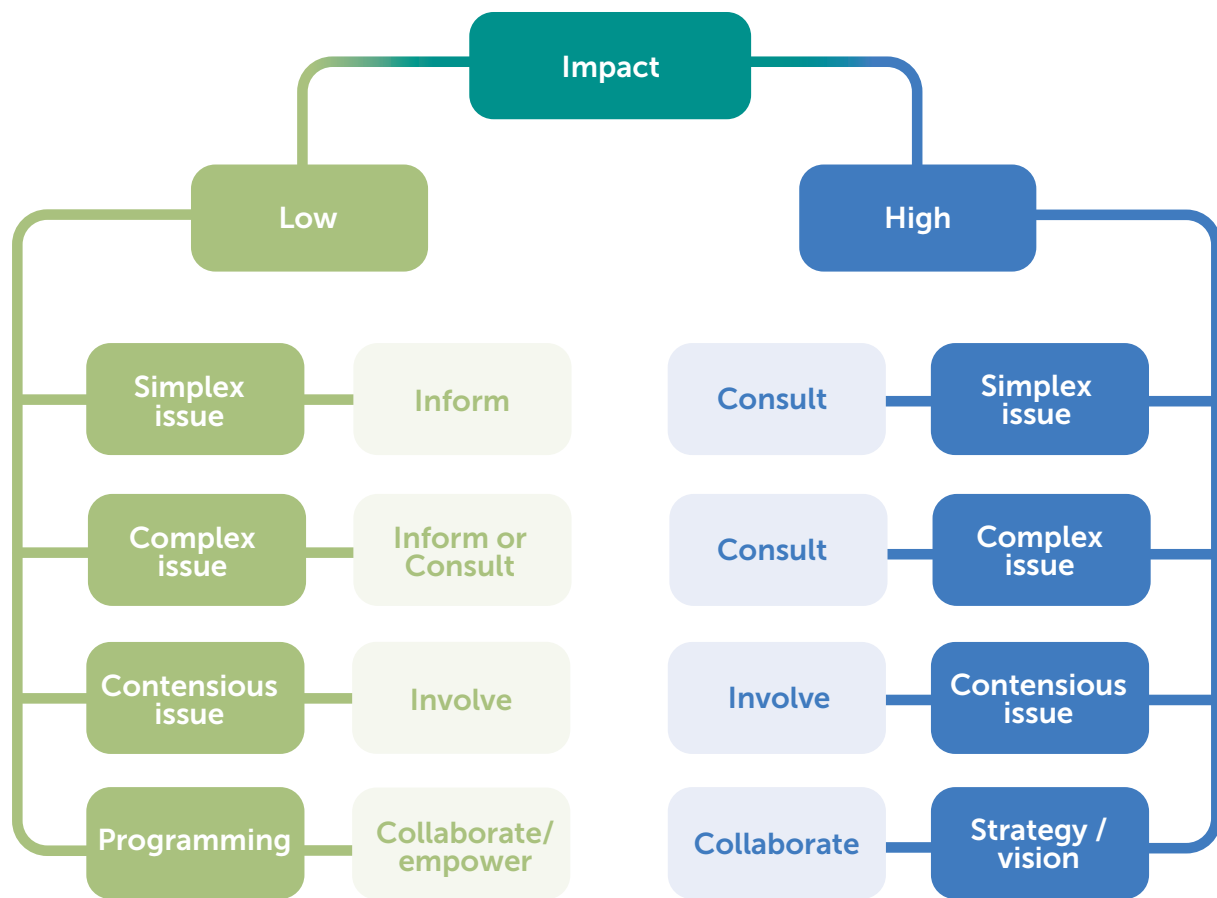 Impact
Low
High
Simplex
issue
Inform
Consult
Simplex
issue
Complex
issue
Inform or
Consult
Consult
Complex
issue
Contensious
issue
Involve
Involve
Contensious
issue
Programming
Collaborate/
empower
Collaborate
Strategy /
vision